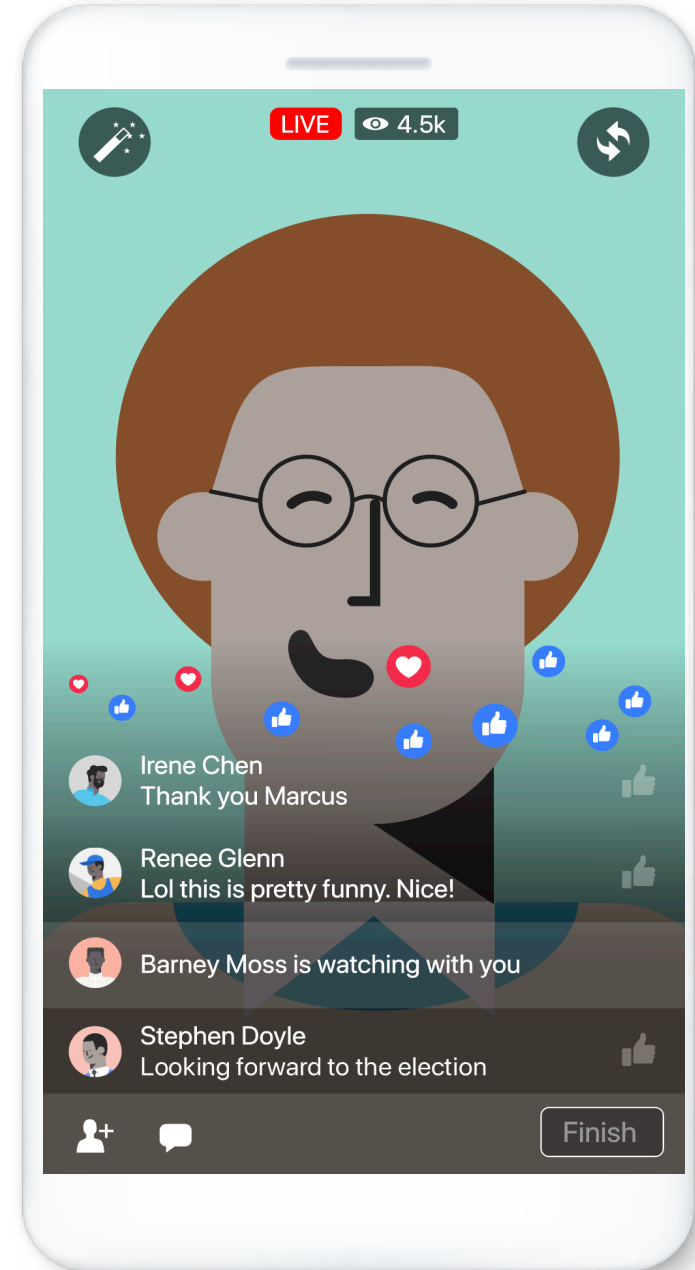 LIVE 4.5k
Irene Chen
Thank you Marcus
Renee Glenn
Lol this is pretty funny. Nice!
Barney Moss is watching with you
Stephen Doyle
Looking forward to the election
Finish